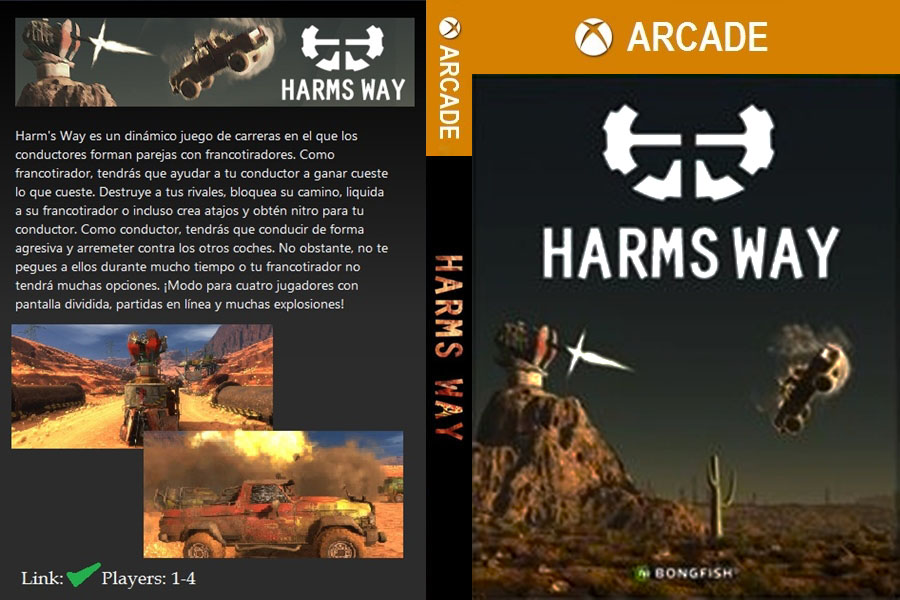 HARMS WAY
Harm's Way es un dinámico juego de carreras en el que los
conductores forman parejas con francotiradores. Como
francotirador, tendrás que ayudar a tu conductor a ganar cueste
lo que cueste. Destruye a tus rivales, bloquea su camino, liquida
a su francotirador o incluso crea atajos y obtén nitro para tu
conductor. Como conductor, tendrás que conducir de forma
agresiva y arremeter contra los otros coches. No obstante, no te
pegues a ellos durante mucho tiempo o tu francotirador no
tendrá muchas opciones. ¡Modo para cuatro jugadores con
pantalla dividida, partidas en línea y muchas explosiones!
Link: Players: 1-4
ARCADE
HARMS WAY
ARCADE
HARMS WAY
BONGFISH